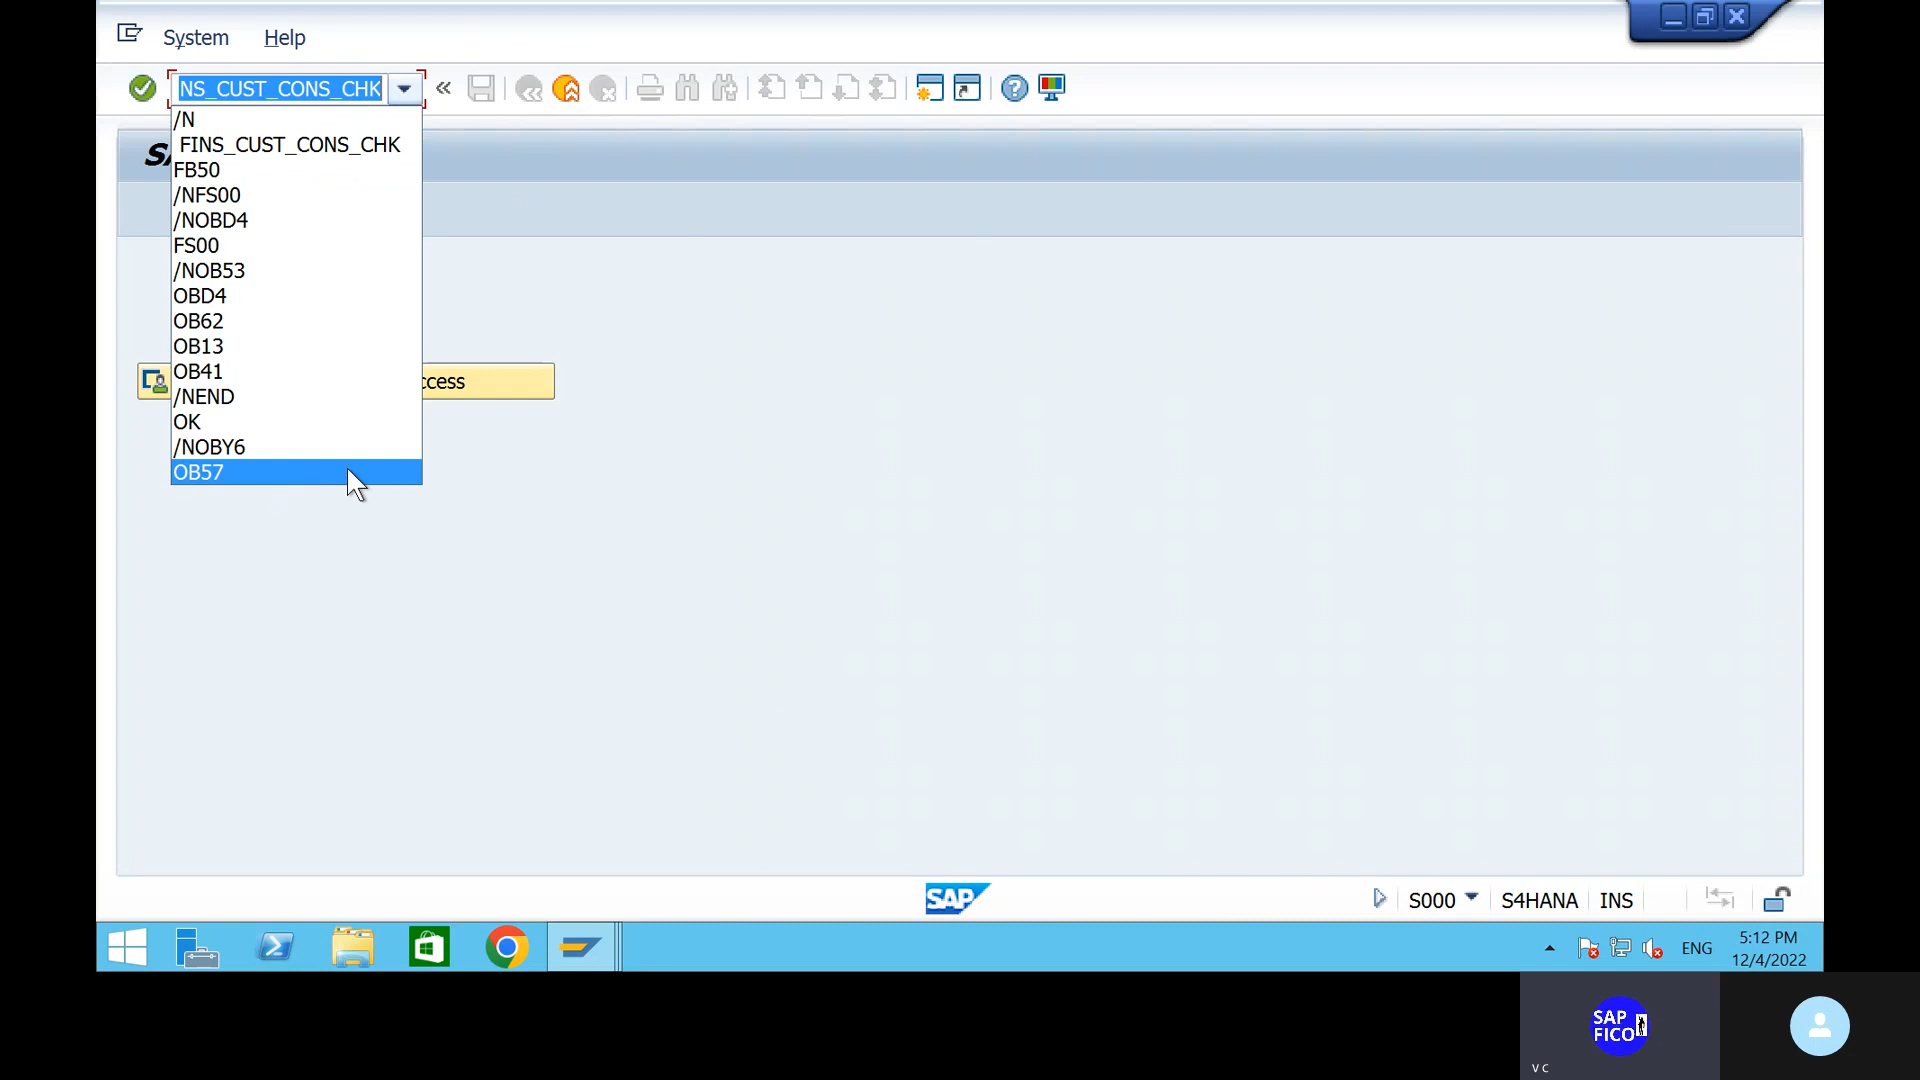 System Help
NS_CUST_CONS_CHK
/N
FINS_CUST_CONS_CHK
FB50
/NFS00
/NOBD4
FS00
/NOB53
OBD4
OB62
OB13
OB41
/NEND
OK
/NOBY6
OB57
SA
ccess
SAP
S000 S4HANA INS
ENG
5:12 PM
12/4/2022
SAP
FICO
V C